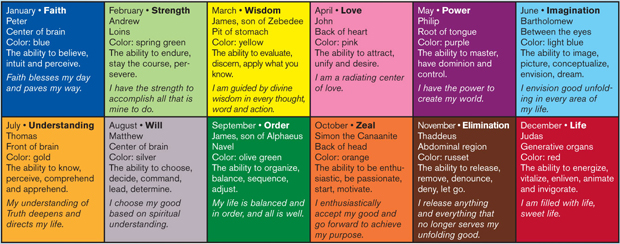 January • Faith
Peter
Center of brain
Color: blue
The ability to believe,
intuit and perceive.
Faith blesses my day
and paves my way.
February • Strength
Andrew
Loins
Color: spring green
The ability to endure,
stay the course, per-
severe.
I have the strength to
accomplish all that is
mine to do.
March • Wisdom
James, son of Zebedee
Pit of stomach
Color: yellow
The ability to evaluate,
discern, apply what you
know.
I am guided by divine
wisdom in every thought,
word and action.
April • Love
John
Back of heart
Color: pink
The ability to attract,
unify and desire.
I am a radiating center
of love.
May • Power
Philip
Root of tongue
Color: purple
The ability to master,
have dominion and
control.
I have the power to
create my world.
June • Imagination
Bartholomew
Between the eyes
Color: light blue
The ability to image,
picture, conceptualize,
envision, dream.
I envision good unfold-
ing in every area of
my life.
July • Understanding
Thomas
Front of brain
Color: gold
The ability to know,
perceive, comprehend
and apprehend.
My understanding of
Truth deepens and
directs my life.
August • Will
Matthew
Center of brain
Color: silver
The ability to choose,
decide, command,
lead, determine.
I choose my good
based on spiritual
understanding.
September • Order
James, son of Alphaeus
Navel
Color: olive green
The ability to organize,
balance, sequence,
adjust.
My life is balanced and
in order, and all is well.
October • Zeal
Simon the Canaanite
Back of head
Color: orange
The ability to be enthu-
siastic, be passionate,
start, motivate.
I enthusiastically
accept my good and
go forward to achieve
my purpose.
November • Elimination
Thaddeus
Abdominal region
Color: russet
The ability to release,
remove, denounce,
deny, let go.
I release anything
and everything that
no longer serves my
unfolding good.
December • Life
Judas
Generative organs
Color: red
The ability to energize,
vitalize, enliven, animate
and invigorate.
I am filled with life,
sweet life.